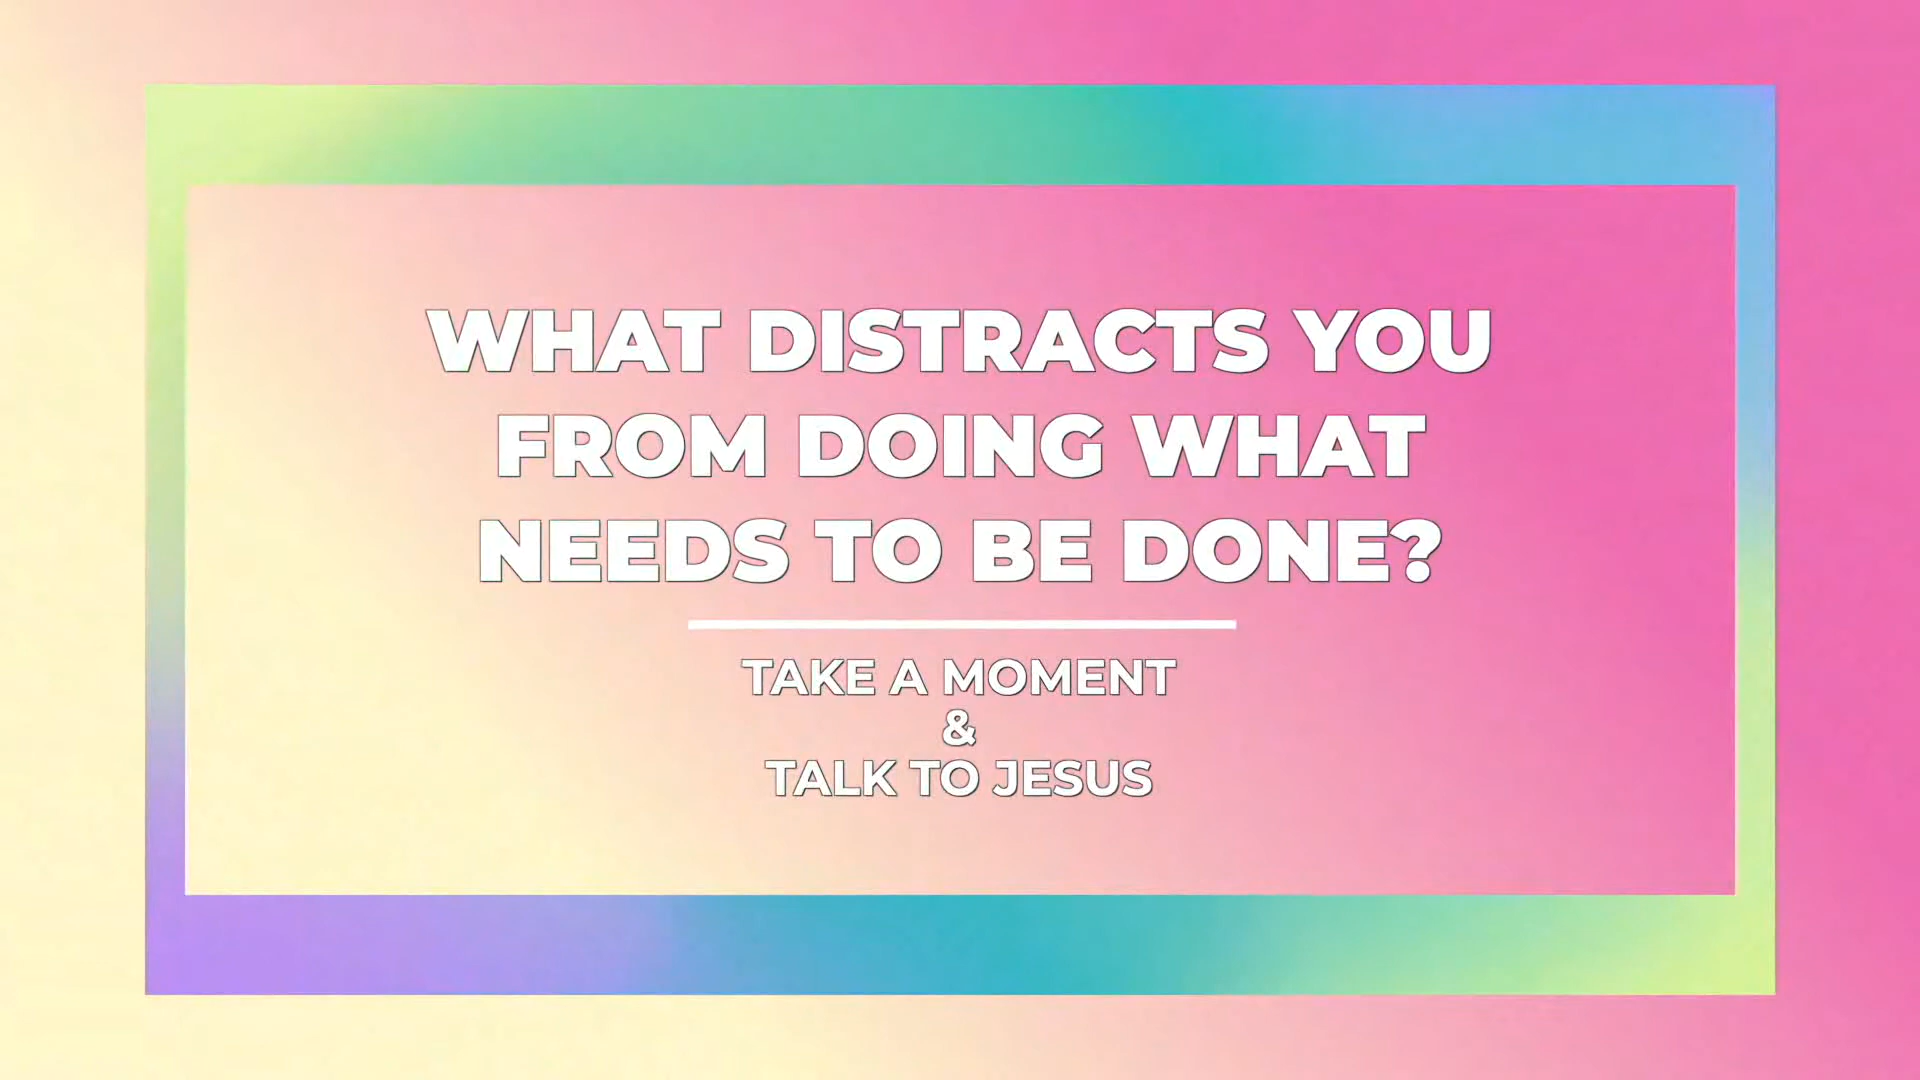 WHAT DISTRACTS YOU
FROM DOING WHAT
NEEDS TO BE DONE?
TAKE A MOMENT
&
TALK TO JESUS